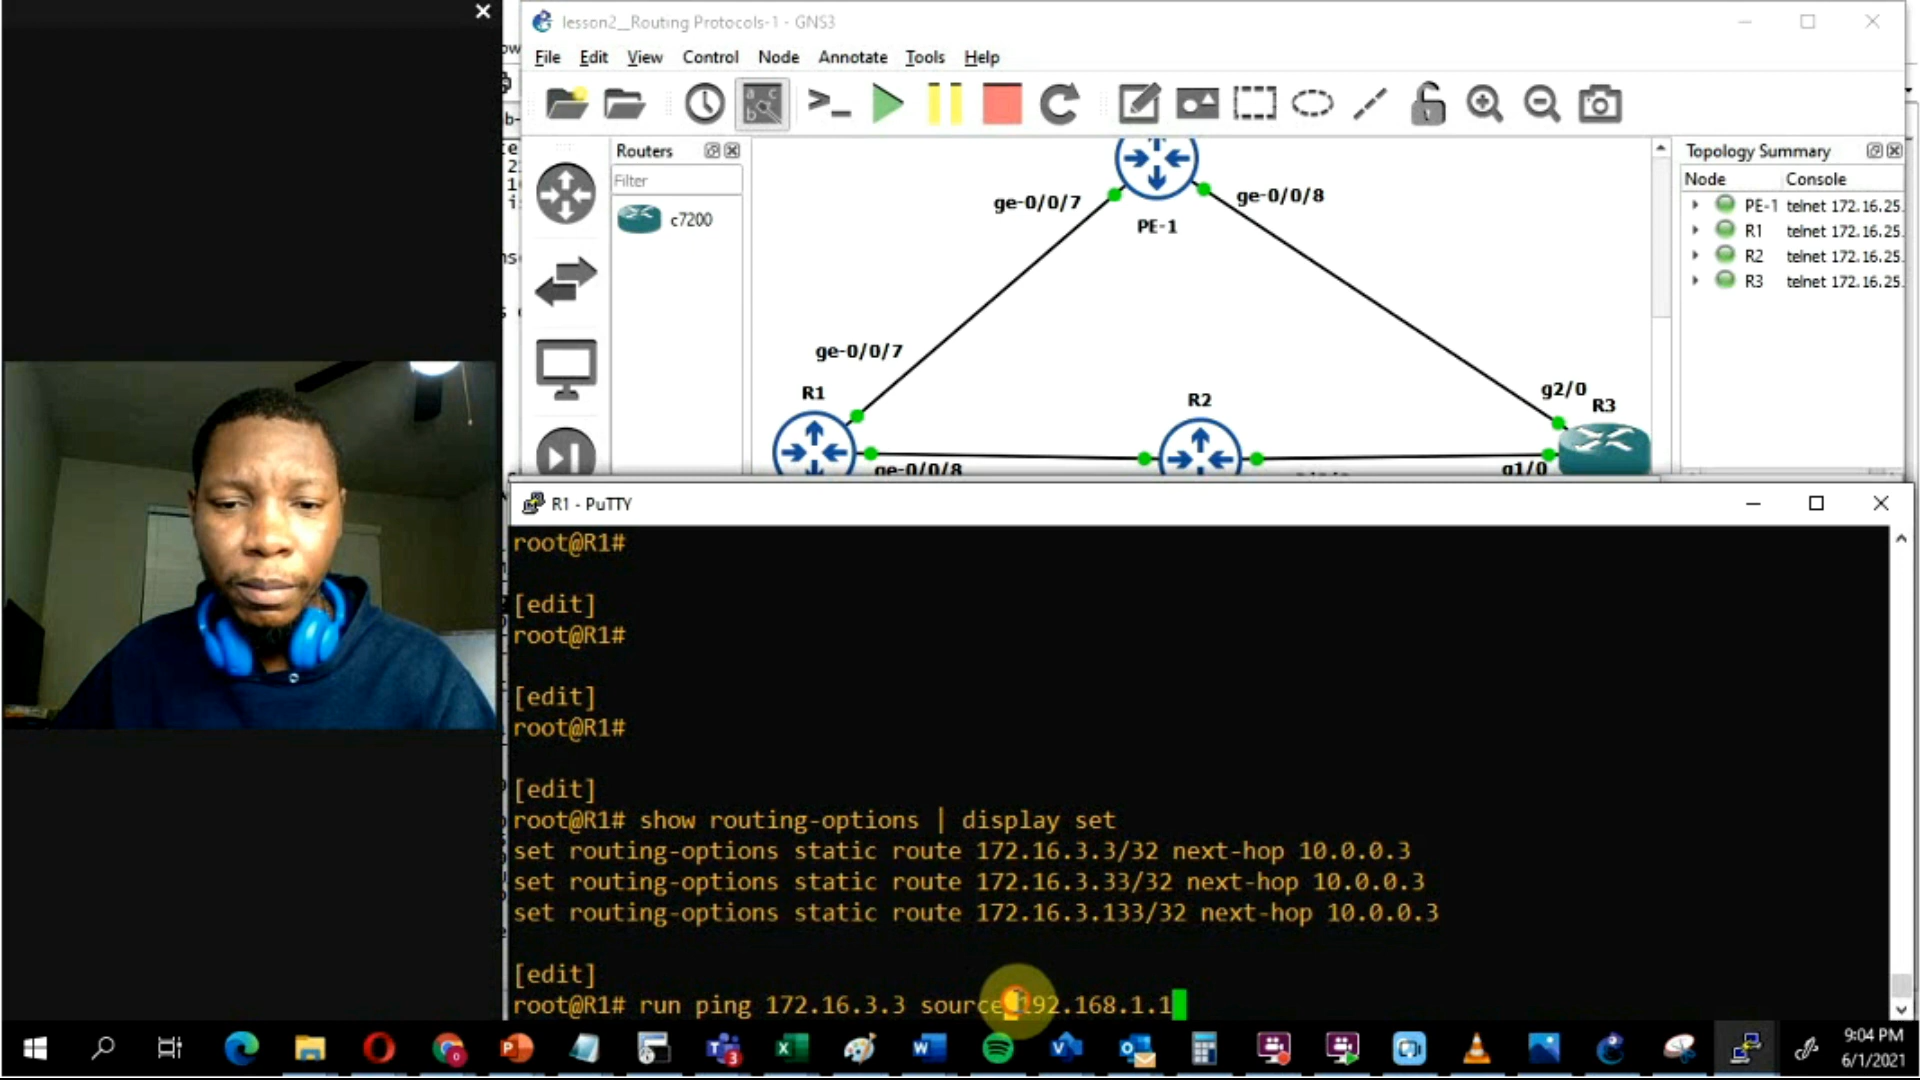 lesson2__Routing Protocols-1 - GNS3
File Edit View Control Node Annotate Tools Help
Routers
Filter
c7200
ge-0/0/7
ge-0/0/8
PE-1
ge-0/0/7
R1
ge-0/0/8
R2
g2/0
R3
g1/0
Topology Summary
Node Console
PE-1 telnet 172.16.25.
R1 telnet 172.16.25.
R2 telnet 172.16.25.
R3 telnet 172.16.25.
R1 - PuTTY
root@R1#
[edit]
root@R1#
[edit]
root@R1#
[edit]
root@R1# show routing-options | display set
set routing-options static route 172.16.3.3/32 next-hop 10.0.0.3
set routing-options static route 172.16.3.33/32 next-hop 10.0.0.3
set routing-options static route 172.16.3.133/32 next-hop 10.0.0.3
[edit]
root@R1# run ping 172.16.3.3 source 192.168.1.1
9:04 PM
6/1/2021